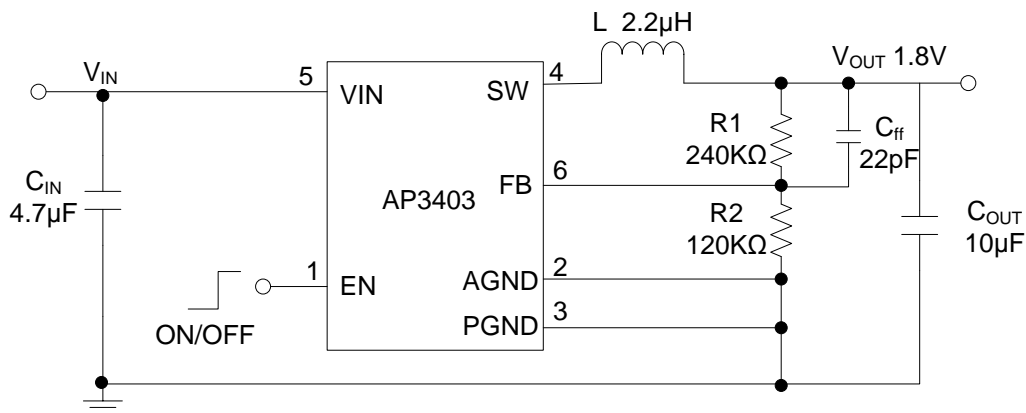 L 2.2µH
VIN
5
VIN
4
SW
VOUT 1.8V
R1
240KΩ
Cff
22pF
CIN
4.7µF
AP3403
6
FB
R2
120KΩ
COUT
10µF
1
EN
2
AGND
3
PGND
ON/OFF